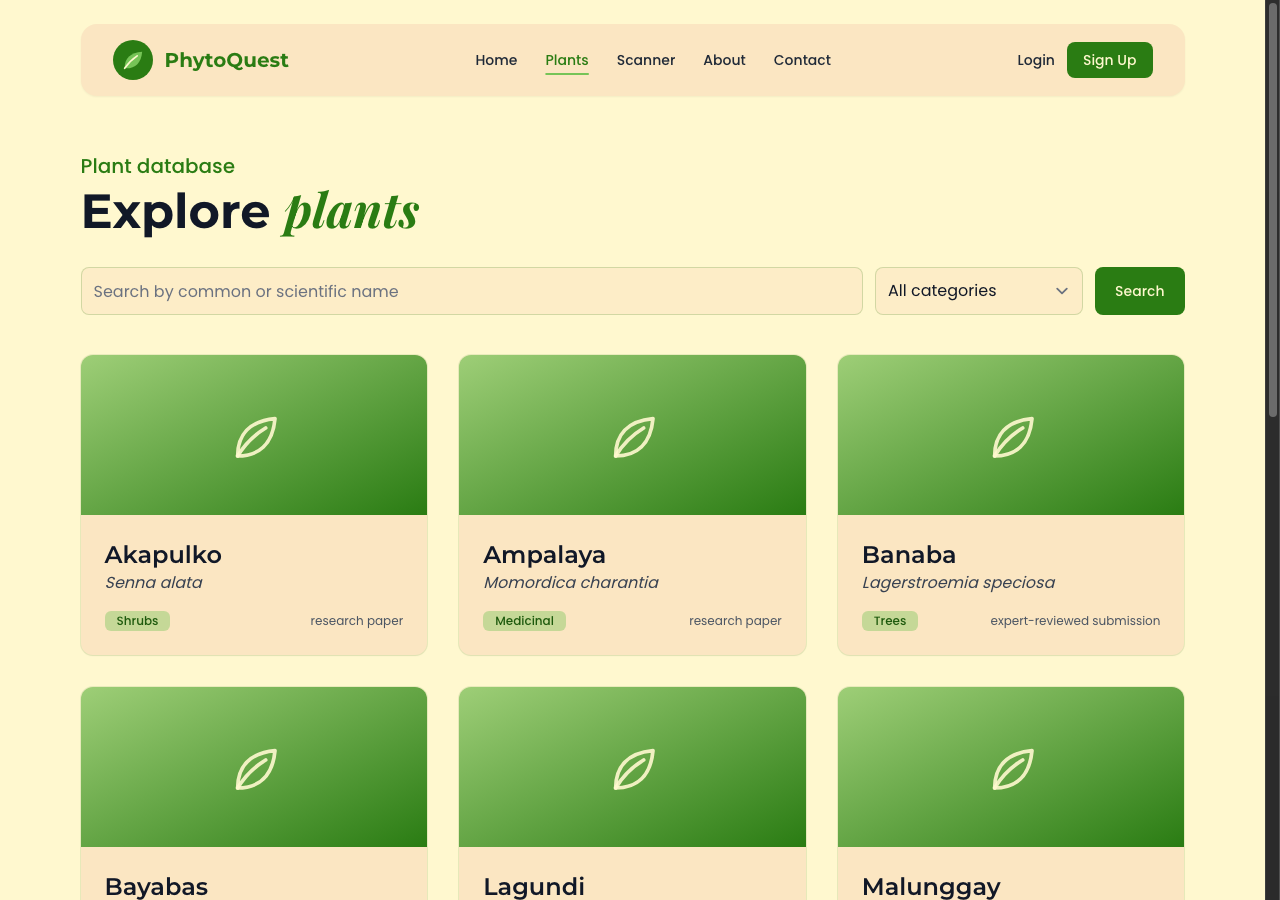 PhytoQuest
Home Plants Scanner About Contact
Login Sign Up
Plant database
Explore plants
Search by common or scientific name
All categories
Search
Akapulko
Senna alata
Shrubs research paper
Ampalaya
Momordica charantia
Medicinal research paper
Banaba
Lagerstroemia speciosa
Trees expert-reviewed submission
Bayabas
Lagundi
Malunggay